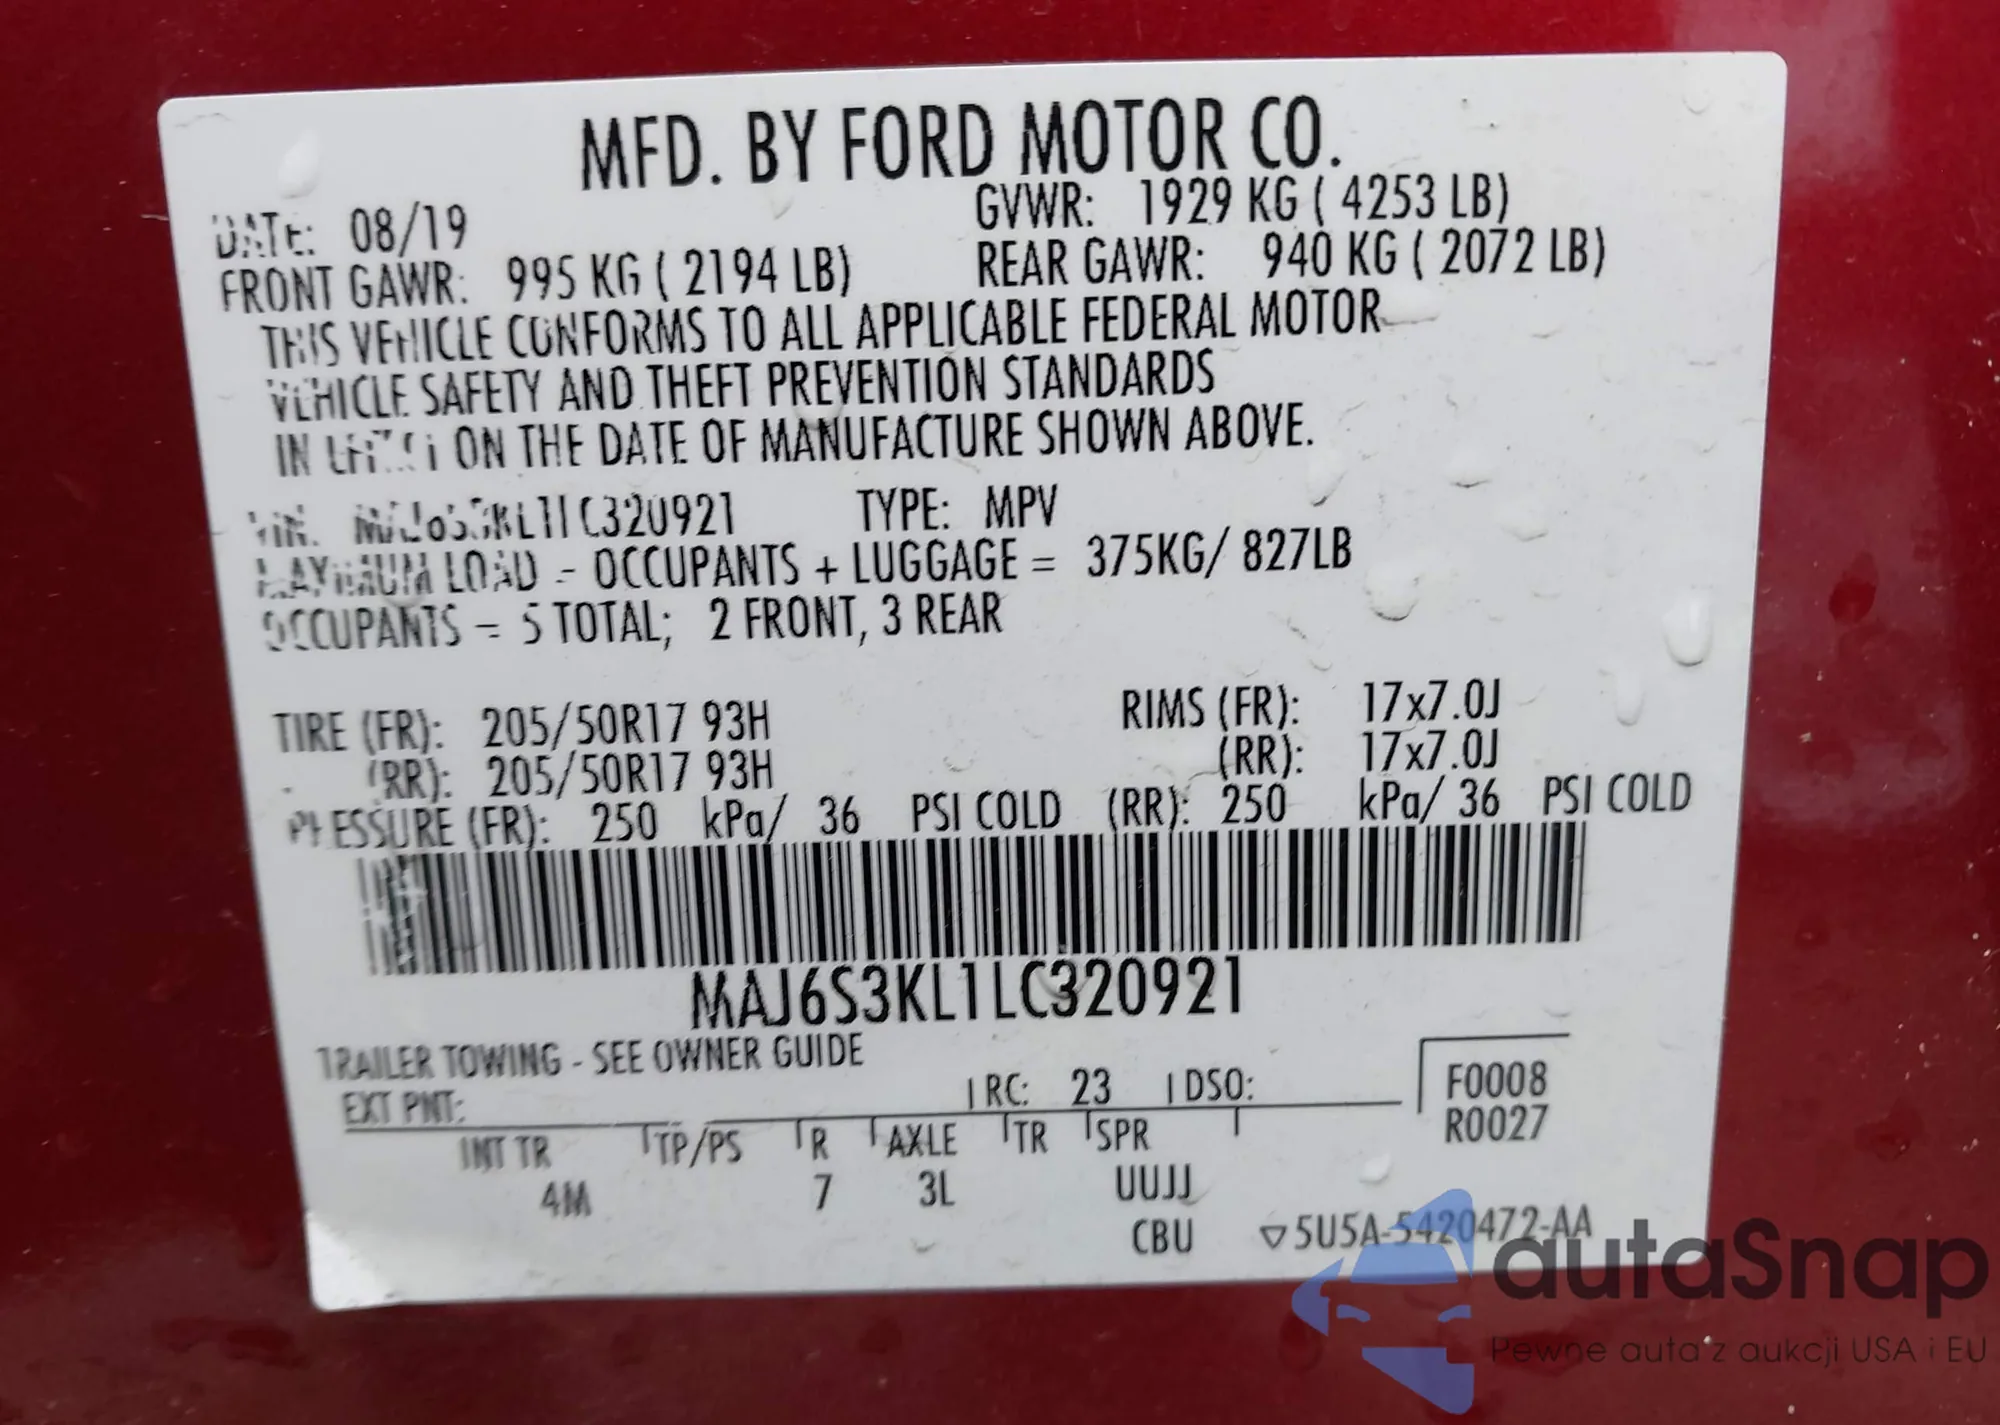 MFD. BY FORD MOTOR CO.
DATE: 08/19 GVWR: 1929 KG ( 4253 LB)
FRONT GAWR: 995 KG ( 2194 LB) REAR GAWR: 940 KG ( 2072 LB)
THIS VEHICLE CONFORMS TO ALL APPLICABLE FEDERAL MOTOR
VEHICLE SAFETY AND THEFT PREVENTION STANDARDS
IN EFFECT ON THE DATE OF MANUFACTURE SHOWN ABOVE.
VIN: MAJ6S3KL1LC320921 TYPE: MPV
MAXIMUM LOAD = OCCUPANTS + LUGGAGE = 375KG/ 827LB
OCCUPANTS = 5 TOTAL; 2 FRONT, 3 REAR
TIRE (FR): 205/50R17 93H RIMS (FR): 17x7.0J
(RR): 205/50R17 93H (RR): 17x7.0J
PRESSURE (FR): 250 kPa/ 36 PSI COLD (RR): 250 kPa/ 36 PSI COLD
MAJ6S3KL1LC320921
TRAILER TOWING - SEE OWNER GUIDE
EXT PNT: RC: 23 DSO: F0008
R0027
INT TR TP/PS R AXLE TR SPR
4M 7 3L UUJJ
CBU ▽5U5A-5420472-AA
autaSnap
Pewne auta z aukcji USA i EU